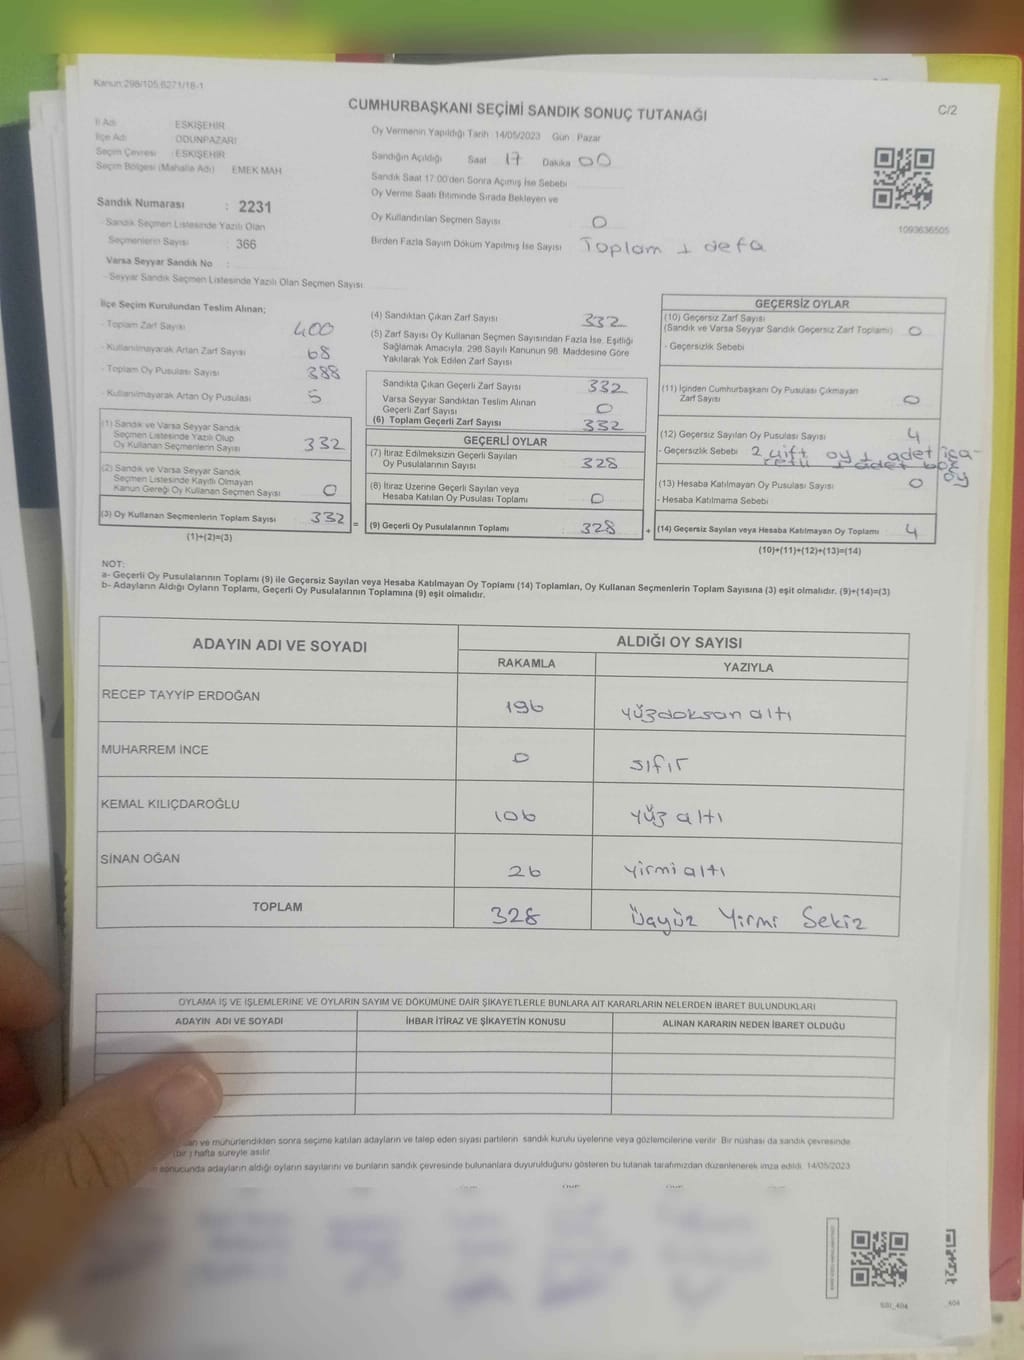 Kanun:298/105;6271/18-1
CUMHURBAŞKANI SEÇİMİ SANDIK SONUÇ TUTANAĞI
C/2
İl Adı ESKİŞEHİR
İlçe Adı ODUNPAZARI
Seçim Çevresi : ESKİŞEHİR
Seçim Bölgesi (Mahalle Adı) EMEK MAH
Sandık Numarası : 2231
- Sandık Seçmen Listesinde Yazılı Olan
Seçmenlerin Sayısı : 366
Varsa Seyyar Sandık No :
- Seyyar Sandık Seçmen Listesinde Yazılı Olan Seçmen Sayısı
Oy Vermenin Yapıldığı Tarih 14/05/2023 Gün Pazar
Sandığın Açıldığı Saat 17 Dakika 00
Sandık Saat 17:00'den Sonra Açımış İse Sebebi
Oy Verme Saati Bitiminde Sırada Bekleyen ve
Oy Kullandırılan Seçmen Sayısı 0
Birden Fazla Sayım Döküm Yapılmış İse Sayısı Toplam 1 defa
1093636505
İlçe Seçim Kurulundan Teslim Alınan;
- Toplam Zarf Sayısı 400
- Kullanılmayarak Artan Zarf Sayısı 68
- Toplam Oy Pusulası Sayısı 388
- Kullanılmayarak Artan Oy Pusulası 5
(1) Sandık ve Varsa Seyyar Sandık
Seçmen Listesinde Yazılı Olup
Oy Kullanan Seçmenlerin Sayısı 332
(2) Sandık ve Varsa Seyyar Sandık
Seçmen Listesinde Kayıtlı Olmayan
Kanun Gereği Oy Kullanan Seçmen Sayısı 0
(3) Oy Kullanan Seçmenlerin Toplam Sayısı 332 =
(1)+(2)=(3)
(4) Sandıktan Çıkan Zarf Sayısı 332
(5) Zarf Sayısı Oy Kullanan Seçmen Sayısından Fazla İse, Eşitliği
Sağlamak Amacıyla, 298 Sayılı Kanunun 98. Maddesine Göre
Yakılarak Yok Edilen Zarf Sayısı
Sandıkta Çıkan Geçerli Zarf Sayısı 332
Varsa Seyyar Sandıktan Teslim Alınan
Geçerli Zarf Sayısı 0
(6) Toplam Geçerli Zarf Sayısı 332
GEÇERLİ OYLAR
(7) İtiraz Edilmeksizin Geçerli Sayılan
Oy Pusulalarının Sayısı 328
(8) İtiraz Üzerine Geçerli Sayılan veya
Hesaba Katılan Oy Pusulası Toplamı 0
(9) Geçerli Oy Pusulalarının Toplamı 328 +
GEÇERSİZ OYLAR
(10) Geçersiz Zarf Sayısı
(Sandık ve Varsa Seyyar Sandık Geçersiz Zarf Toplamı) 0
- Geçersizlik Sebebi
(11) İçinden Cumhurbaşkanı Oy Pusulası Çıkmayan
Zarf Sayısı 0
(12) Geçersiz Sayılan Oy Pusulası Sayısı 4
- Geçersizlik Sebebi 2 çift oy 1 adet işa-
retli 1 adet boş
oy
(13) Hesaba Katılmayan Oy Pusulası Sayısı 0
- Hesaba Katılmama Sebebi
(14) Geçersiz Sayılan veya Hesaba Katılmayan Oy Toplamı 4
(10)+(11)+(12)+(13)=(14)
NOT:
a- Geçerli Oy Pusulalarının Toplamı (9) ile Geçersiz Sayılan veya Hesaba Katılmayan Oy Toplamı (14) Toplamları, Oy Kullanan Seçmenlerin Toplam Sayısına (3) eşit olmalıdır. (9)+(14)=(3)
b- Adayların Aldığı Oyların Toplamı, Geçerli Oy Pusulalarının Toplamına (9) eşit olmalıdır.
ADAYIN ADI VE SOYADI ALDIĞI OY SAYISI
RAKAMLA YAZIYLA
RECEP TAYYİP ERDOĞAN 196 yüzdoksan altı
MUHARREM İNCE 0 sıfır
KEMAL KILIÇDAROĞLU 106 yüz altı
SİNAN OĞAN 26 yirmi altı
TOPLAM 328 Üçyüz Yirmi Sekiz
OYLAMA İŞ VE İŞLEMLERİNE VE OYLARIN SAYIM VE DÖKÜMÜNE DAİR ŞİKAYETLERLE BUNLARA AİT KARARLARIN NELERDEN İBARET BULUNDUKLARI
ADAYIN ADI VE SOYADI İHBAR İTİRAZ VE ŞİKAYETİN KONUSU ALINAN KARARIN NEDEN İBARET OLDUĞU
ve mühürlendikten sonra seçime katılan adayların ve talep eden siyasi partilerin sandık kurulu üyelerine veya gözlemcilerine verilir. Bir nüshası da sandık çevresinde
(bir ) hafta süreyle asılır
sonucunda adayların aldığı oyların sayılarını ve bunların sandık çevresinde bulunanlara duyurulduğunu gösteren bu tutanak tarafımızdan düzenlenerek imza edildi. 14/05/2023